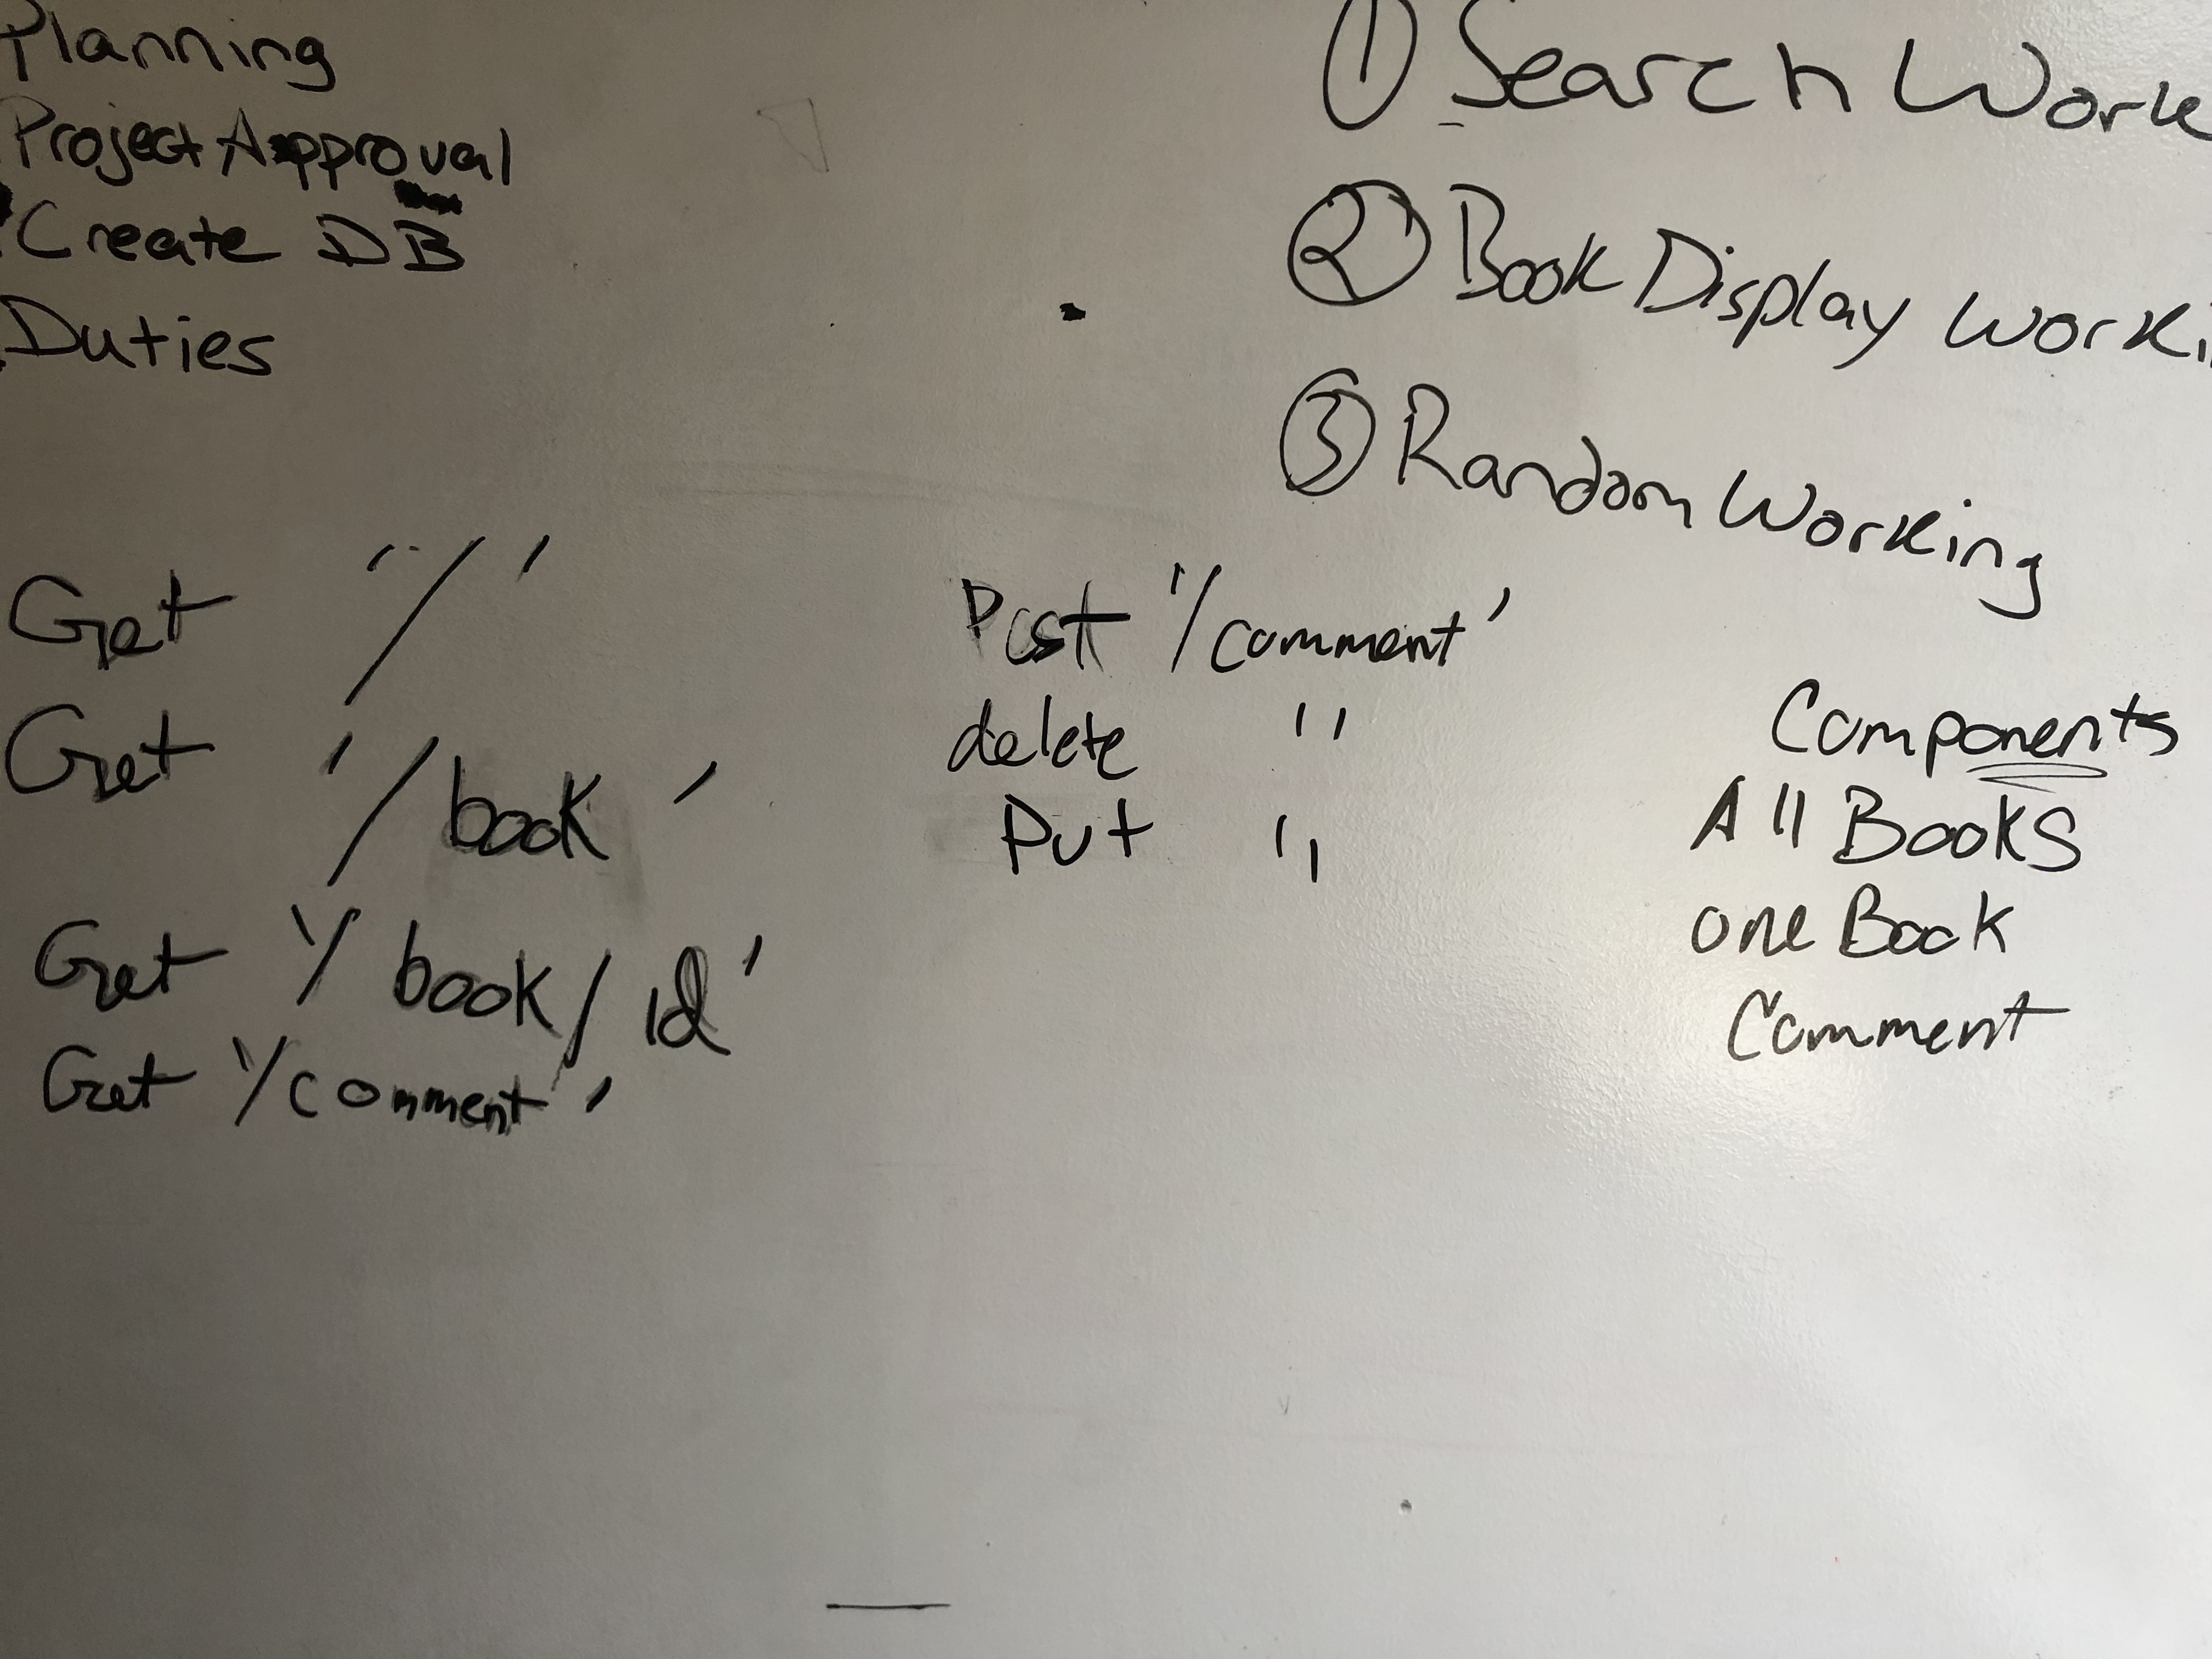 Planning
Project Approval
Create DB
Duties
① Search Work
② Book Display Worki
③ Random Working
Get '/'
Get '/book'
Get '/book/id'
Get '/comment'
Post '/comment'
delete ''
Put ''
Components
All Books
one Book
Comment